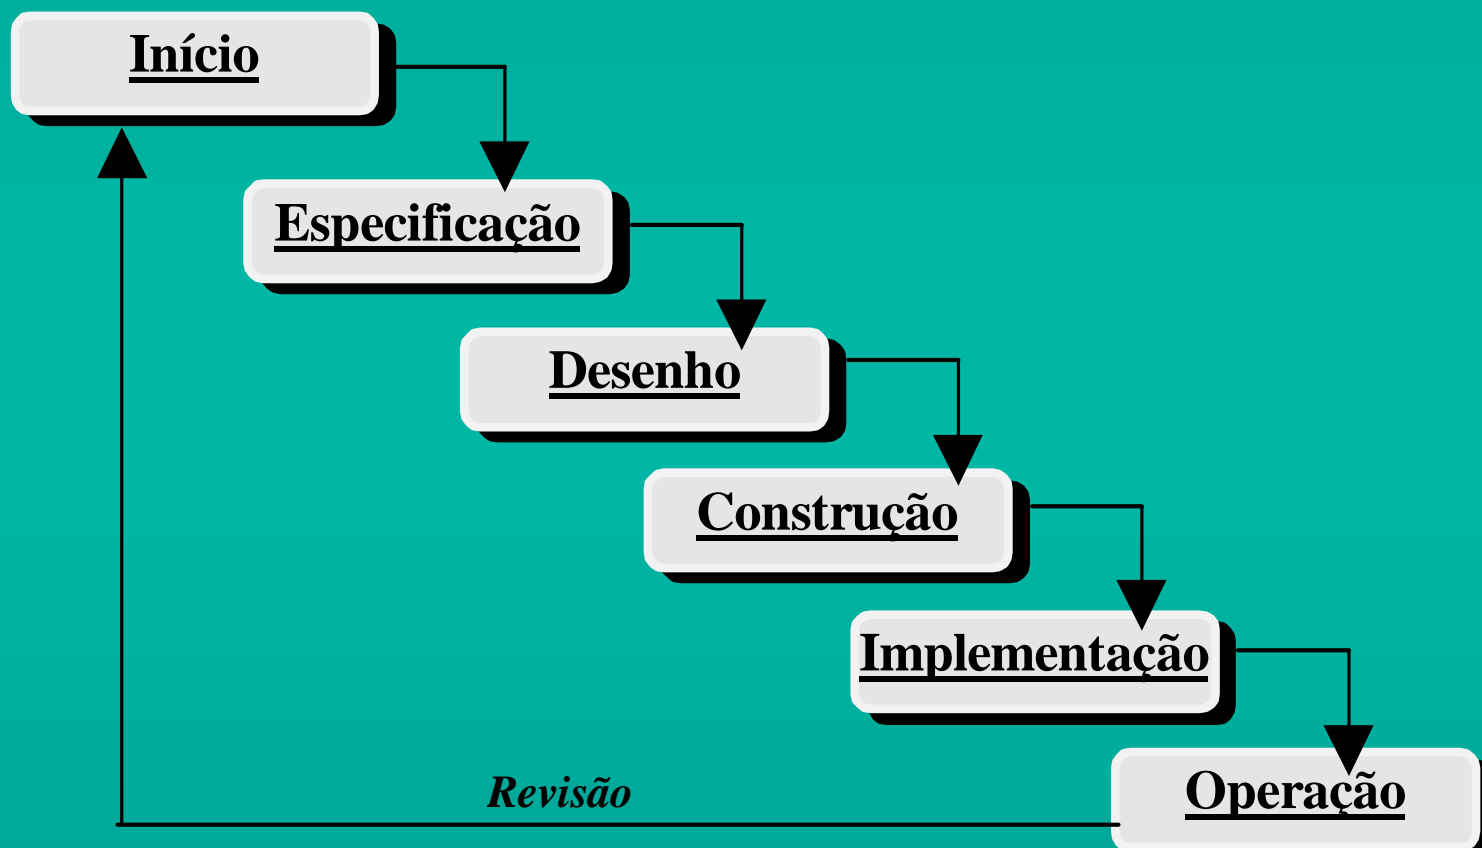 Início
Especificação
Desenho
Construção
Implementação
Operação
Revisão